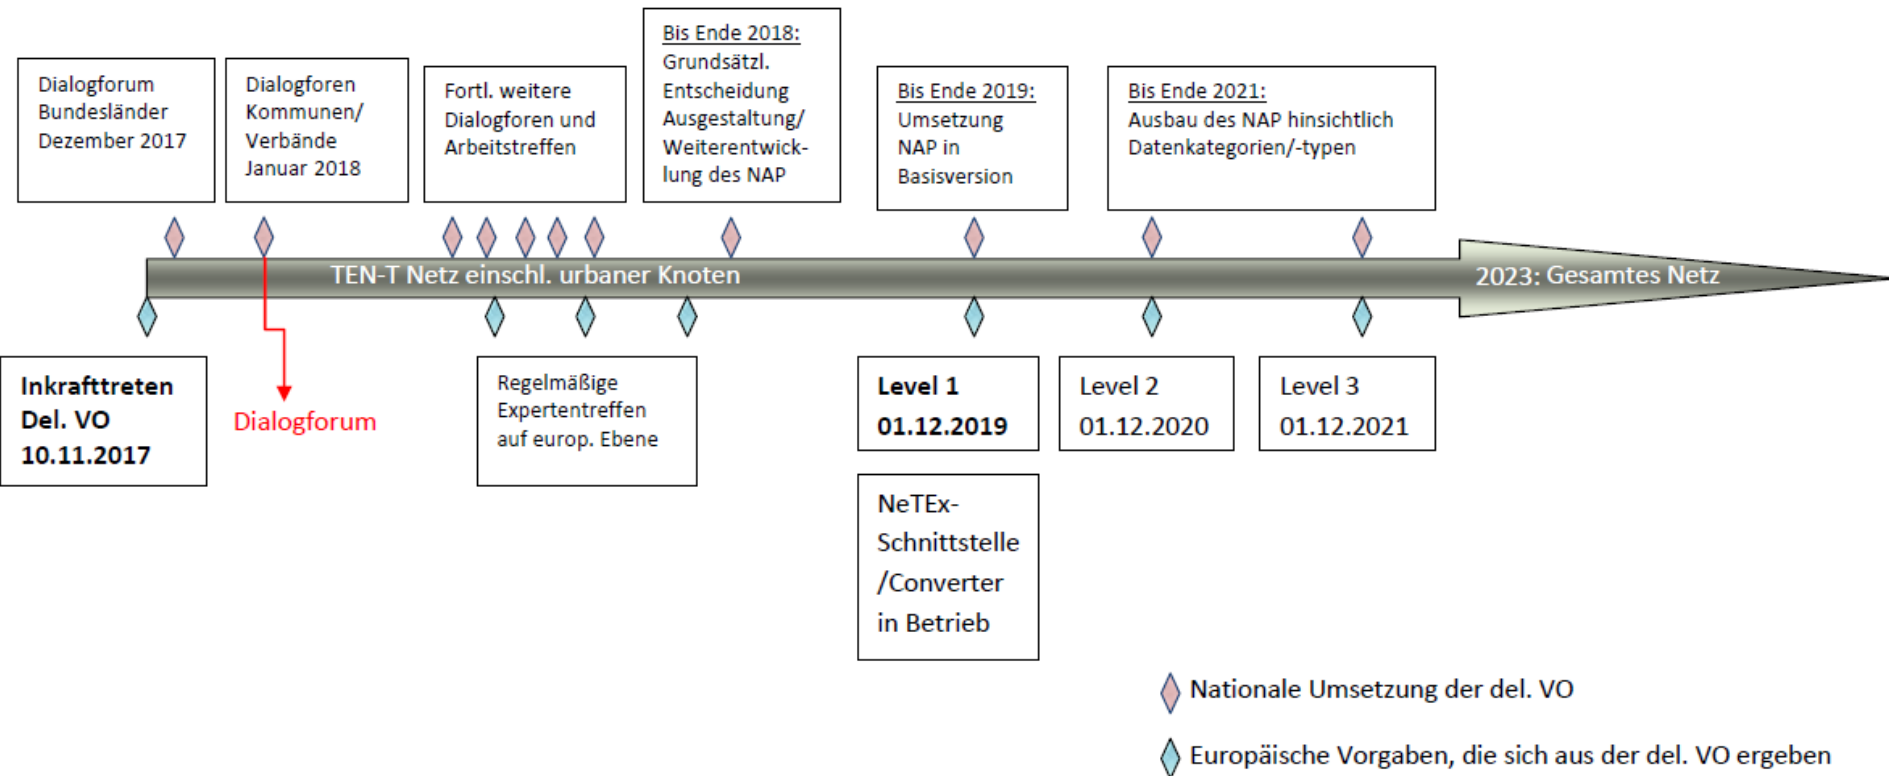 Dialogforum
Bundesländer
Dezember 2017
Dialogforen
Kommunen/
Verbände
Januar 2018
Fortl. weitere
Dialogforen und
Arbeitstreffen
Bis Ende 2018:
Grundsätzl.
Entscheidung
Ausgestaltung/
Weiterentwick-
lung des NAP
Bis Ende 2019:
Umsetzung
NAP in
Basisversion
Bis Ende 2021:
Ausbau des NAP hinsichtlich
Datenkategorien/-typen
TEN-T Netz einschl. urbaner Knoten
2023: Gesamtes Netz
Inkrafttreten
Del. VO
10.11.2017
Dialogforum
Regelmäßige
Expertentreffen
auf europ. Ebene
Level 1
01.12.2019
Level 2
01.12.2020
Level 3
01.12.2021
NeTEx-
Schnittstelle
/Converter
in Betrieb
Nationale Umsetzung der del. VO
Europäische Vorgaben, die sich aus der del. VO ergeben